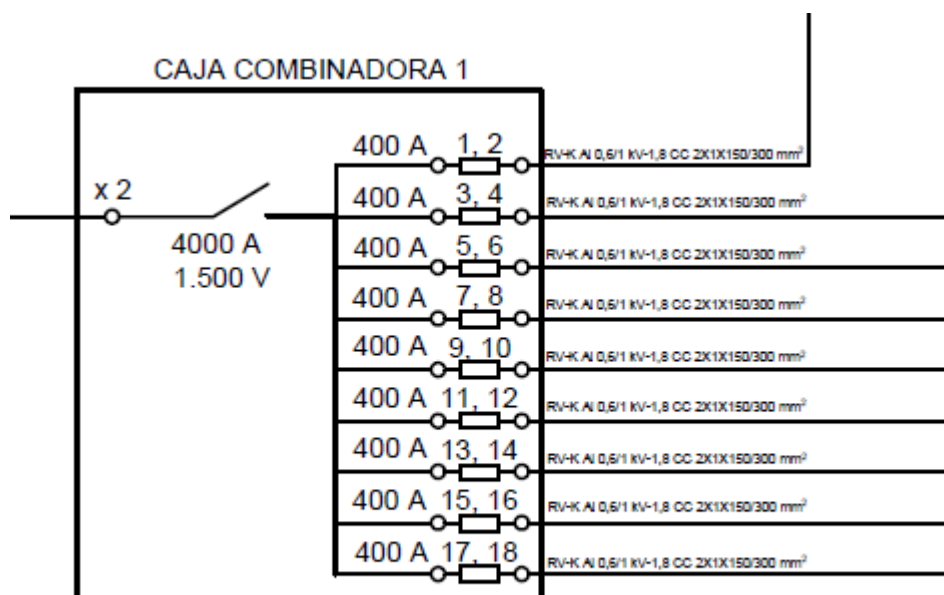 CAJA COMBINADORA 1
400 A 1, 2 RV-K Al 0,6/1 kV-1,8 CC 2X1X150/300 mm²
x 2
400 A 3, 4 RV-K Al 0,6/1 kV-1,8 CC 2X1X150/300 mm²
4000 A
1.500 V
400 A 5, 6 RV-K Al 0,6/1 kV-1,8 CC 2X1X150/300 mm²
400 A 7, 8 RV-K Al 0,6/1 kV-1,8 CC 2X1X150/300 mm²
400 A 9, 10 RV-K Al 0,6/1 kV-1,8 CC 2X1X150/300 mm²
400 A 11, 12 RV-K Al 0,6/1 kV-1,8 CC 2X1X150/300 mm²
400 A 13, 14 RV-K Al 0,6/1 kV-1,8 CC 2X1X150/300 mm²
400 A 15, 16 RV-K Al 0,6/1 kV-1,8 CC 2X1X150/300 mm²
400 A 17, 18 RV-K Al 0,6/1 kV-1,8 CC 2X1X150/300 mm²